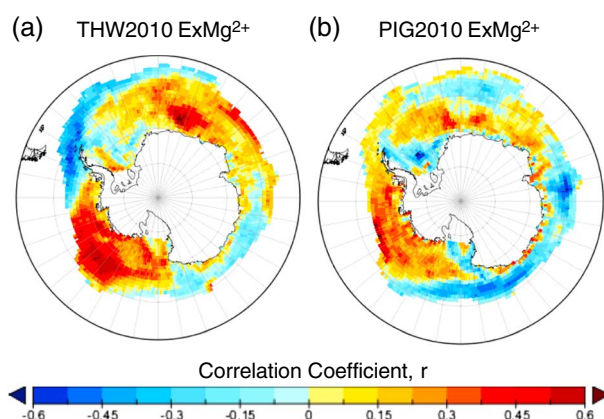 (a) THW2010 ExMg²⁺ (b) PIG2010 ExMg²⁺
Correlation Coefficient, r
-0.6 -0.45 -0.3 -0.15 0 0.15 0.3 0.45 0.6